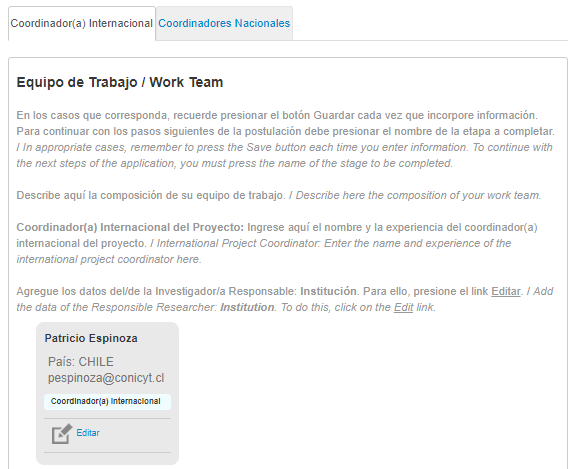 Coordinador(a) Internacional
Coordinadores Nacionales
Equipo de Trabajo / Work Team
En los casos que corresponda, recuerde presionar el botón Guardar cada vez que incorpore información.
Para continuar con los pasos siguientes de la postulación debe presionar el nombre de la etapa a completar.
/ In appropriate cases, remember to press the Save button each time you enter information. To continue with
the next steps of the application, you must press the name of the stage to be completed.
Describe aquí la composición de su equipo de trabajo. / Describe here the composition of your work team.
Coordinador(a) Internacional del Proyecto: Ingrese aquí el nombre y la experiencia del coordinador(a)
internacional del proyecto. / International Project Coordinator: Enter the name and experience of the
international project coordinator here.
Agregue los datos del/de la Investigador/a Responsable: Institución. Para ello, presione el link Editar. / Add
the data of the Responsible Researcher: Institution. To do this, click on the Edit link.
Patricio Espinoza
País: CHILE
pespinoza@conicyt.cl
Coordinador(a) Internacional
Editar